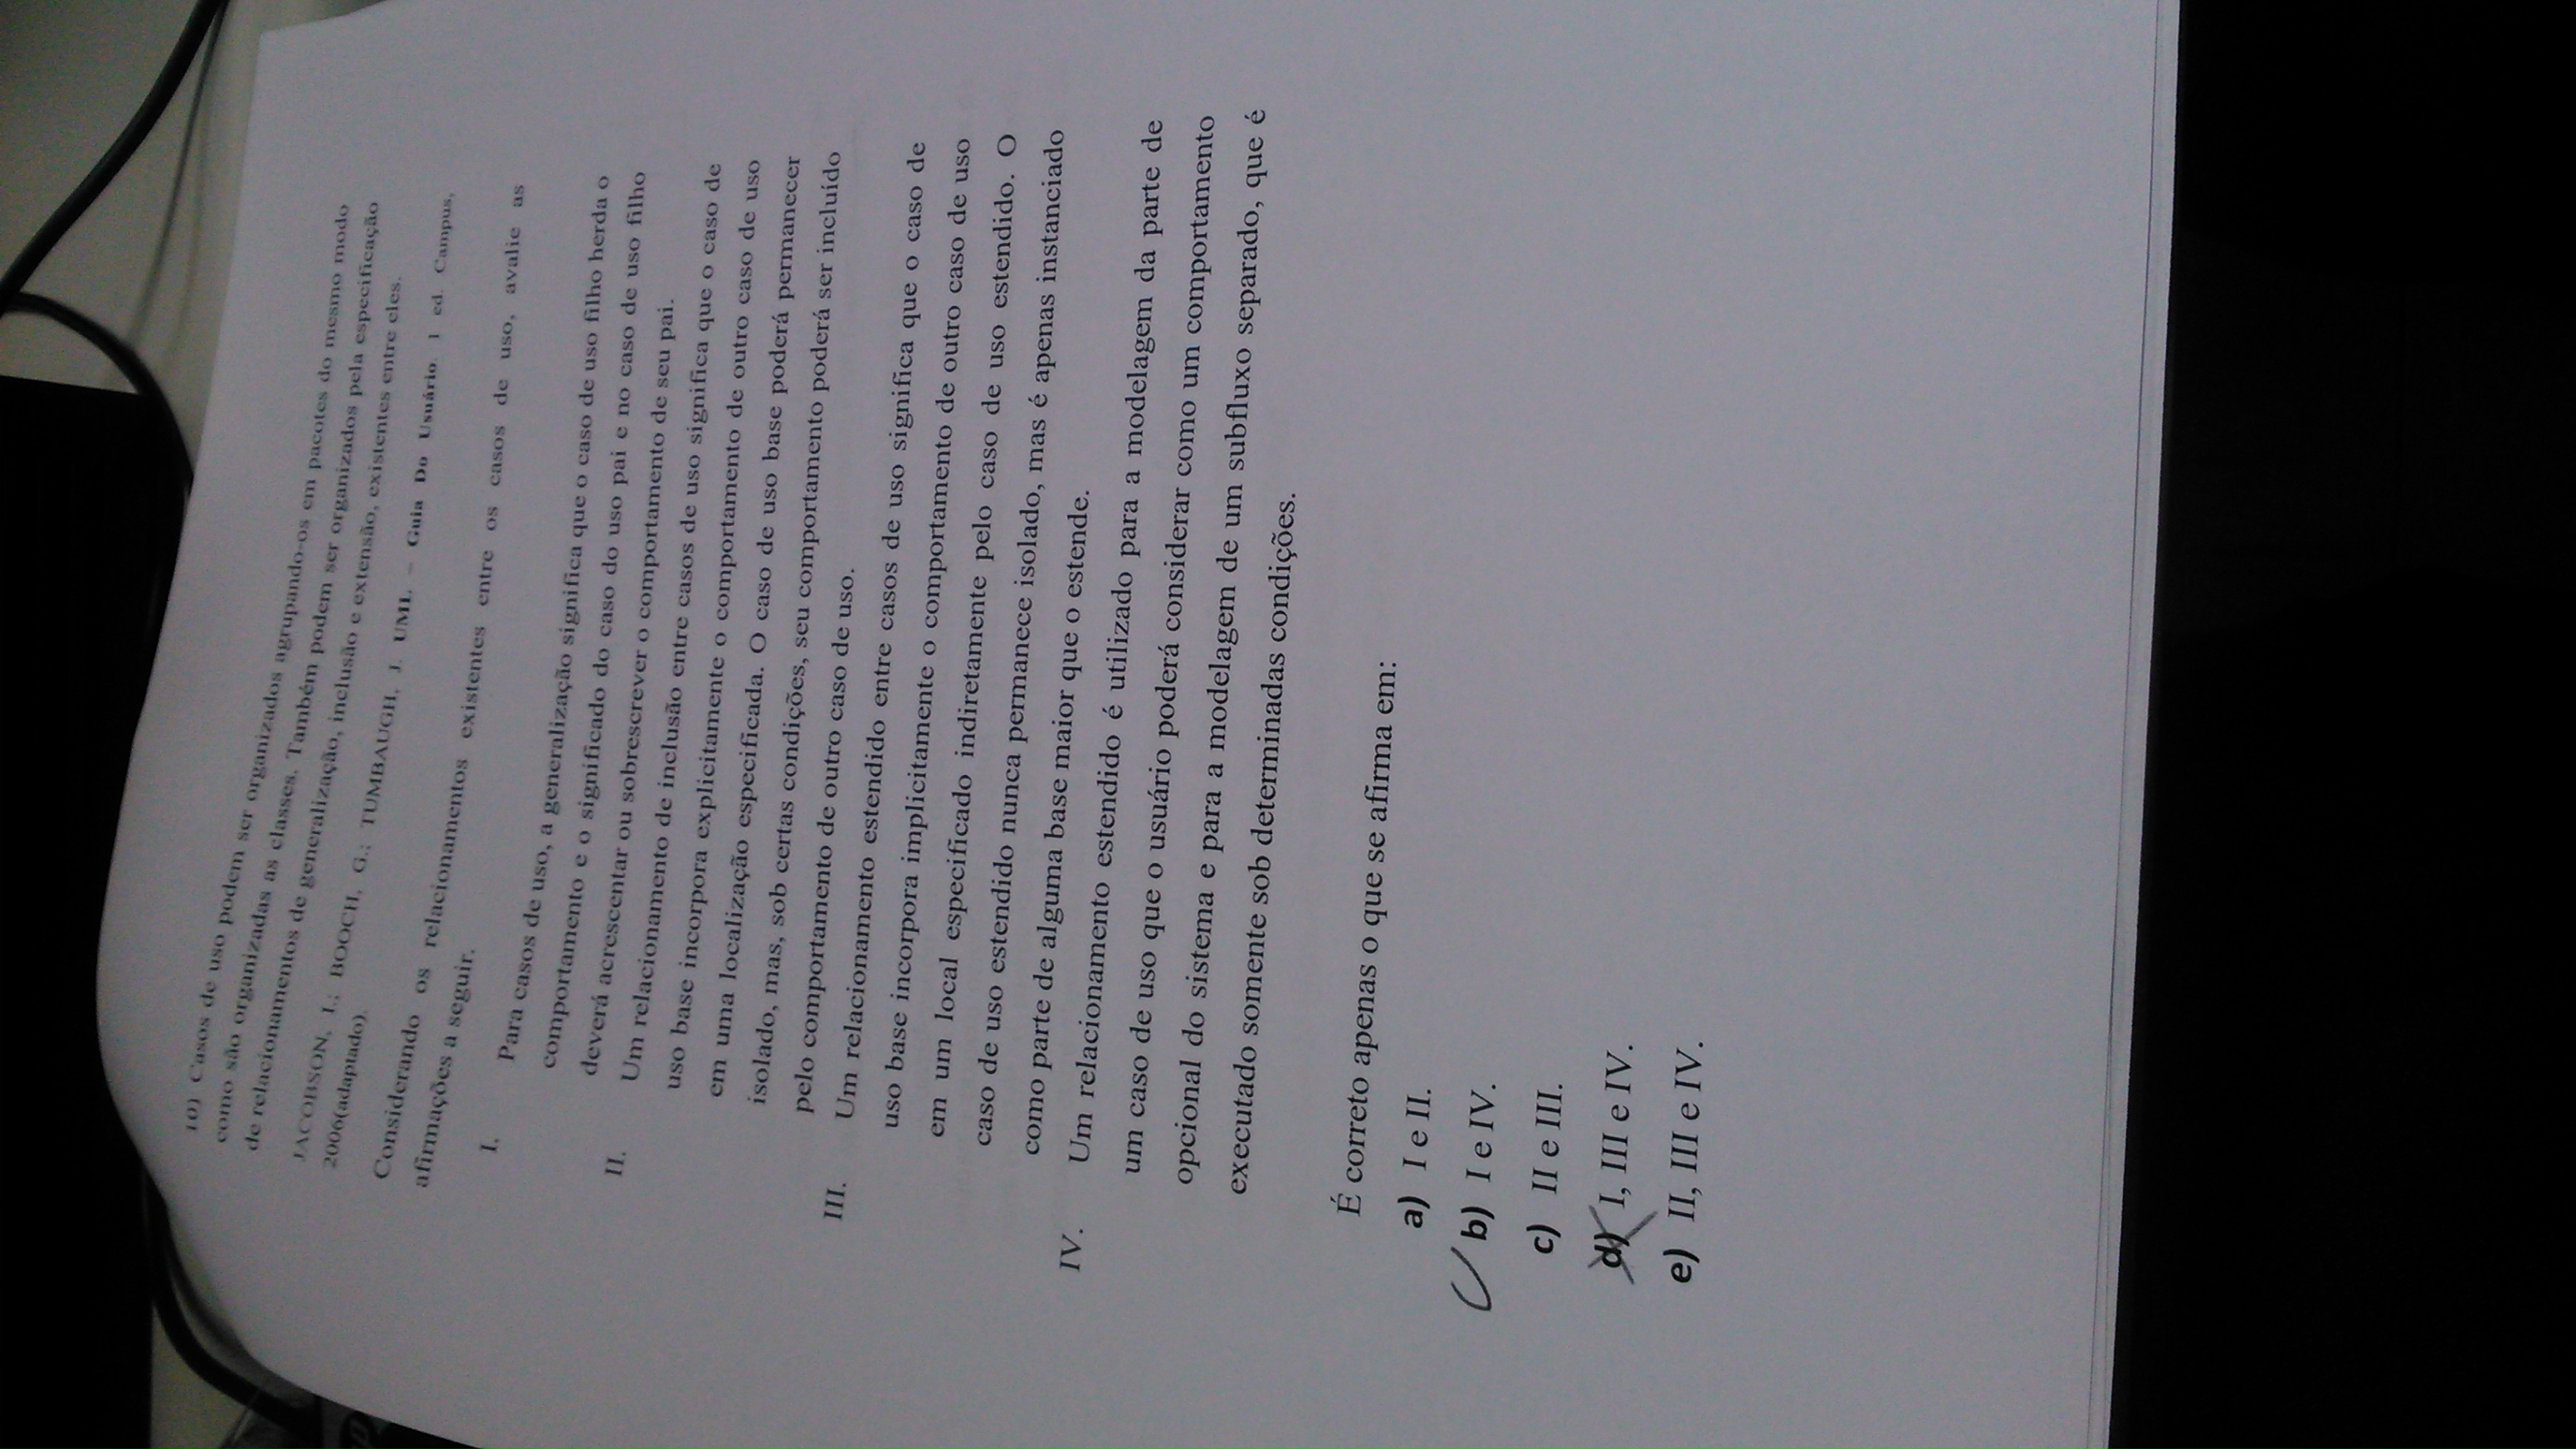 10) Casos de uso podem ser organizados agrupando-os em pacotes do mesmo modo
como são organizadas as classes. Também podem ser organizados pela especificação
de relacionamentos de generalização, inclusão e extensão, existentes entre eles.
JACOBSON, I.; BOOCH, G.; TUMBAUGH, J. UML – Guia Do Usuário. 1 ed. Campus,
2006(adaptado).
Considerando os relacionamentos existentes entre os casos de uso, avalie as
afirmações a seguir.
I. Para casos de uso, a generalização significa que o caso de uso filho herda o
comportamento e o significado do caso do uso pai e no caso de uso filho
deverá acrescentar ou sobrescrever o comportamento de seu pai.
II. Um relacionamento de inclusão entre casos de uso significa que o caso de
uso base incorpora explicitamente o comportamento de outro caso de uso
em uma localização especificada. O caso de uso base poderá permanecer
isolado, mas, sob certas condições, seu comportamento poderá ser incluído
pelo comportamento de outro caso de uso.
III. Um relacionamento estendido entre casos de uso significa que o caso de
uso base incorpora implicitamente o comportamento de outro caso de uso
em um local especificado indiretamente pelo caso de uso estendido. O
caso de uso estendido nunca permanece isolado, mas é apenas instanciado
como parte de alguma base maior que o estende.
IV. Um relacionamento estendido é utilizado para a modelagem da parte de
um caso de uso que o usuário poderá considerar como um comportamento
opcional do sistema e para a modelagem de um subfluxo separado, que é
executado somente sob determinadas condições.
É correto apenas o que se afirma em:
a) I e II.
b) I e IV.
c) II e III.
d) I, III e IV.
e) II, III e IV.